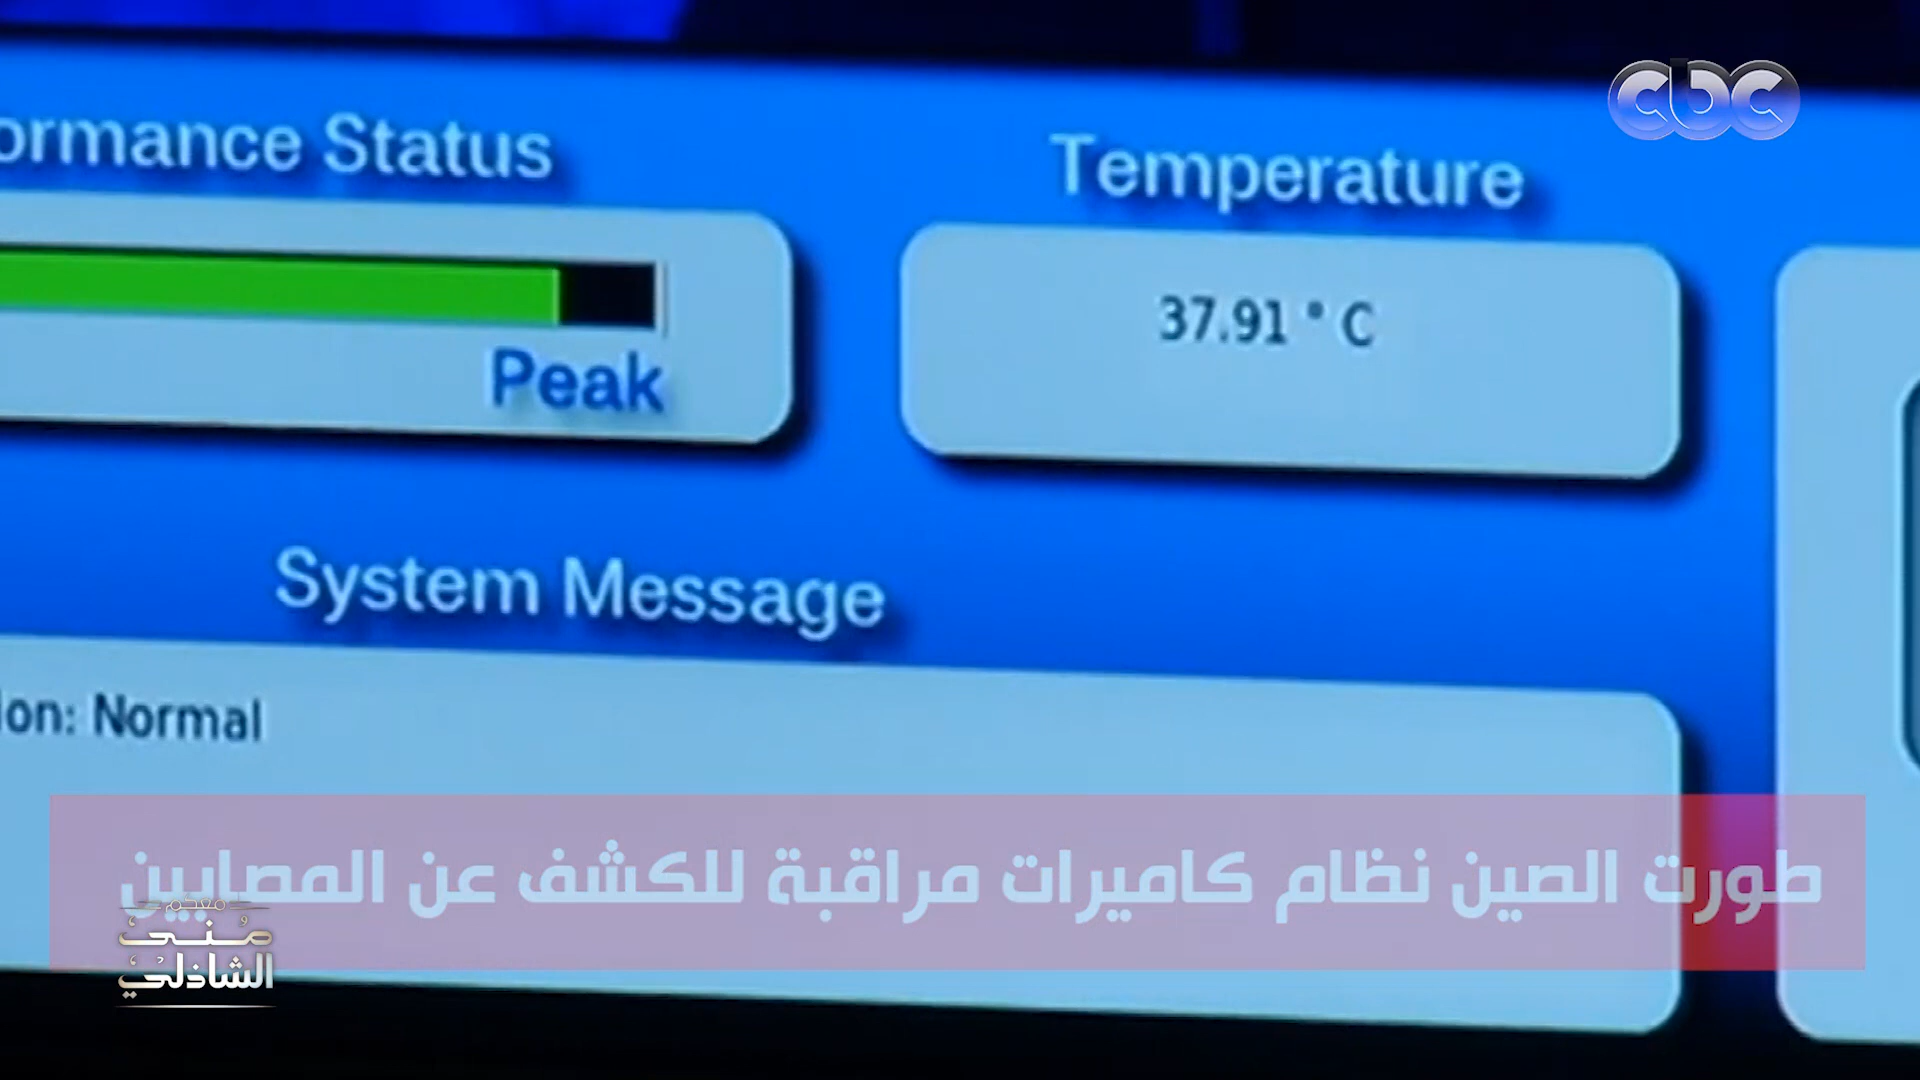 cbc
ormance Status
Temperature
37.91 ° C
Peak
System Message
ion: Normal
طورت الصين نظام كاميرات مراقبة للكشف عن المصابين
معكم
منى
الشاذلي